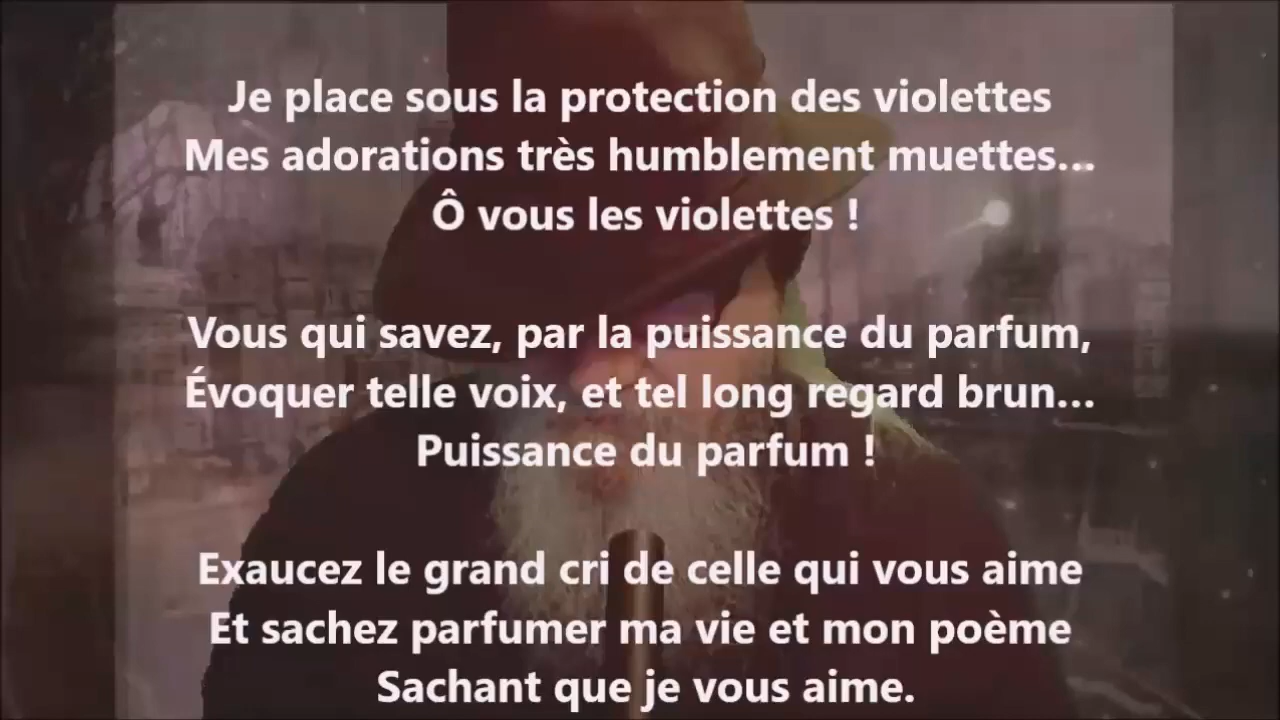 Je place sous la protection des violettes
Mes adorations très humblement muettes...
Ô vous les violettes !
Vous qui savez, par la puissance du parfum,
Évoquer telle voix, et tel long regard brun...
Puissance du parfum !
Exaucez le grand cri de celle qui vous aime
Et sachez parfumer ma vie et mon poème
Sachant que je vous aime.